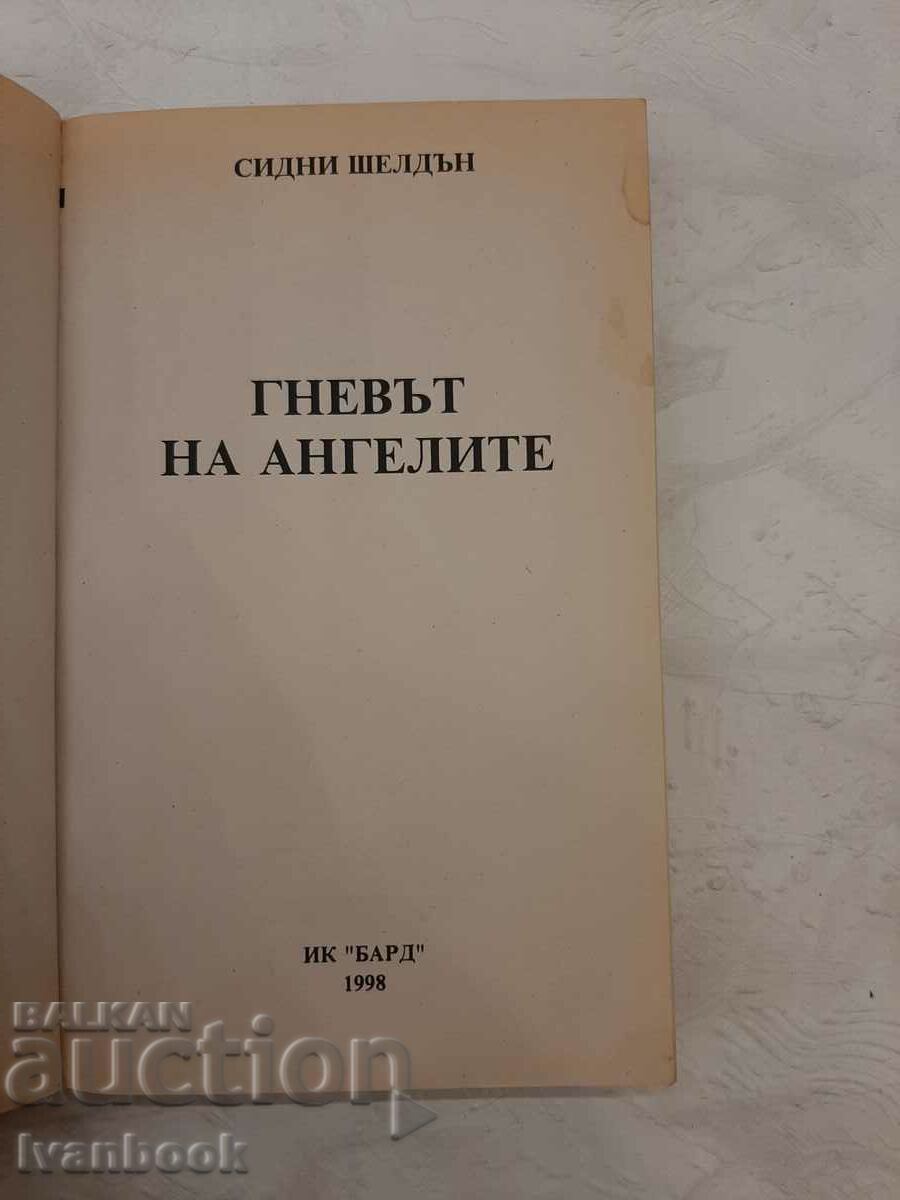 СИДНИ ШЕЛДЪН
ГНЕВЪТ
НА АНГЕЛИТЕ
ИК "БАРД"
1998
BALKAN
auction
Ivanbook